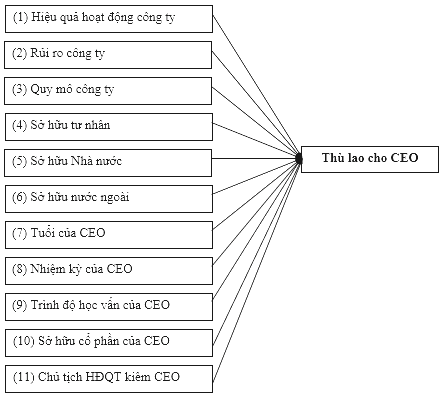 (1) Hiệu quả hoạt động công ty
(2) Rủi ro công ty
(3) Quy mô công ty
(4) Sở hữu tư nhân
(5) Sở hữu Nhà nước
(6) Sở hữu nước ngoài
(7) Tuổi của CEO
(8) Nhiệm kỳ của CEO
(9) Trình độ học vấn của CEO
(10) Sở hữu cổ phần của CEO
(11) Chủ tịch HĐQT kiêm CEO
Thù lao cho CEO